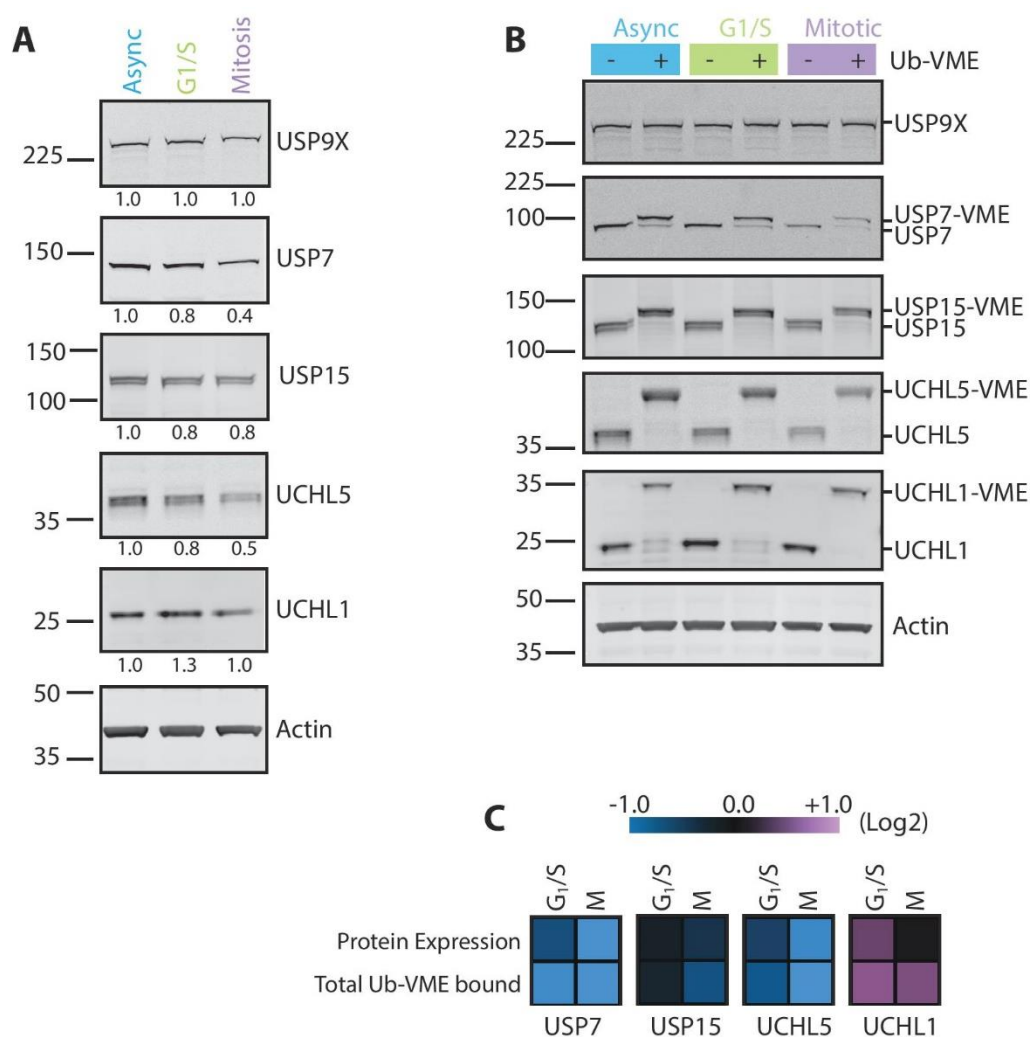 A
Async
G1/S
Mitosis
225
USP9X
1.0 1.0 1.0
150
USP7
1.0 0.8 0.4
150
USP15
100
1.0 0.8 0.8
UCHL5
35
1.0 0.8 0.5
UCHL1
25
1.0 1.3 1.0
50
Actin
35
B
Async G1/S Mitotic
- + - + - + Ub-VME
USP9X
225
225
100
USP7-VME
USP7
150
USP15-VME
USP15
100
UCHL5-VME
UCHL5
35
35
UCHL1-VME
25
UCHL1
50
Actin
35
C
-1.0 0.0 +1.0
(Log2)
G₁/S M G₁/S M G₁/S M G₁/S M
Protein Expression
Total Ub-VME bound
USP7 USP15 UCHL5 UCHL1